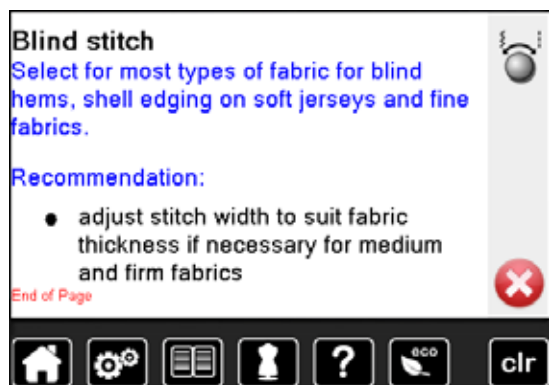 Blind stitch
Select for most types of fabric for blind
hems, shell edging on soft jerseys and fine
fabrics.
Recommendation:
• adjust stitch width to suit fabric
thickness if necessary for medium
and firm fabrics
End of Page
?
eco
clr